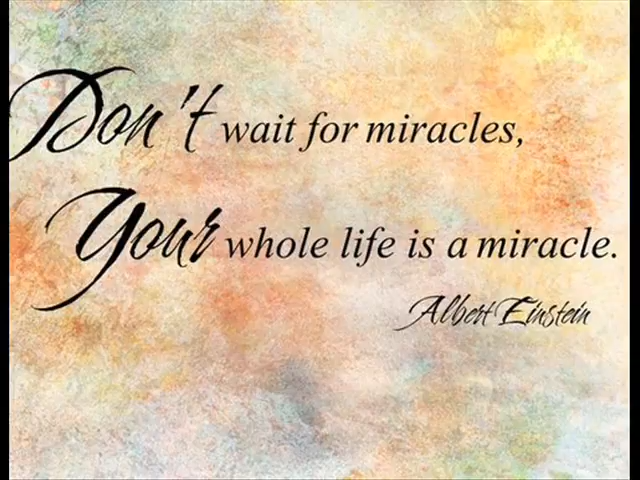 Don't wait for miracles,
Your whole life is a miracle.
Albert Einstein